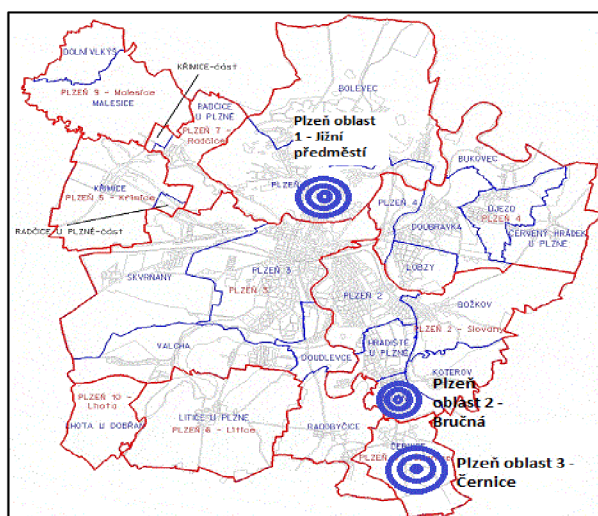 DOLNÍ VLKÝŠ
KŘIMICE-část
PLZEŇ 9 - Malesice
MALESICE
RADČICE
U PLZNĚ
PLZEŇ 7 -
Radčice
BOLEVEC
Plzeň oblast
1 - Jižní
předměstí
PLZEŇ
KŘIMICE
PLZEŇ 5 - Křimice
RADČICE U PLZNĚ-část
BUKOVEC
PLZEŇ 4
ÚJEZD
PLZEŇ 4
DOUBRAVKA
ČERVENÝ HRÁDEK
U PLZNĚ
LOBZY
SKVRŇANY
PLZEŇ 3
PLZEŇ 3
PLZEŇ 2
BOŽKOV
PLZEŇ 2 - Slovany
HRADIŠTĚ
U PLZNĚ
VALCHA
DOUDLEVCE
KOTEROV
PLZEŇ 10 -
Lhota
LHOTA U DOBŘAN
LITICE U PLZNĚ
PLZEŇ 6 - Litice
RADOBYČICE
Plzeň
oblast 2 -
Bručná
ČERNICE
PLZEŇ
Plzeň oblast 3 -
Černice